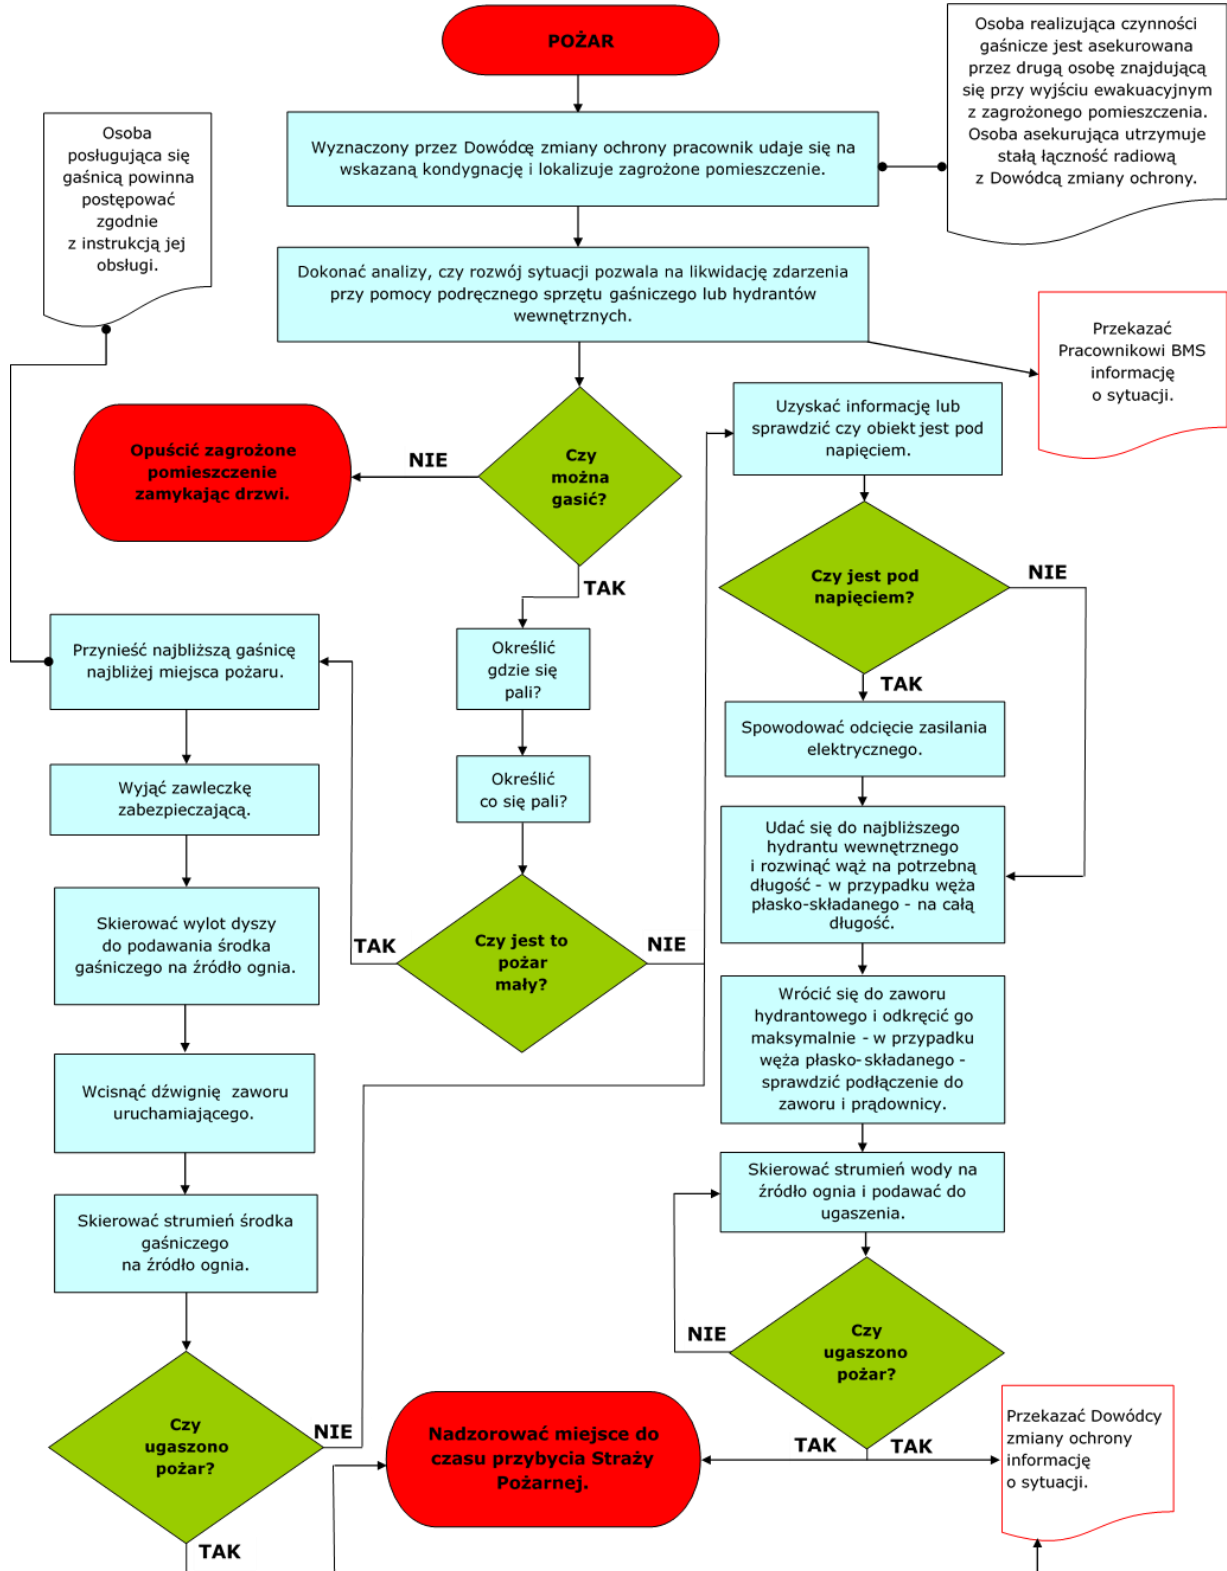 POŻAR
Osoba realizująca czynności
gaśnicze jest asekurowana
przez drugą osobę znajdującą
się przy wyjściu ewakuacyjnym
z zagrożonego pomieszczenia.
Osoba asekurująca utrzymuje
stałą łączność radiową
z Dowódcą zmiany ochrony.
Osoba
posługująca się
gaśnicą powinna
postępować
zgodnie
z instrukcją jej
obsługi.
Wyznaczony przez Dowódcę zmiany ochrony pracownik udaje się na
wskazaną kondygnację i lokalizuje zagrożone pomieszczenie.
Dokonać analizy, czy rozwój sytuacji pozwala na likwidację zdarzenia
przy pomocy podręcznego sprzętu gaśniczego lub hydrantów
wewnętrznych.
Przekazać
Pracownikowi BMS
informację
o sytuacji.
Opuścić zagrożone
pomieszczenie
zamykając drzwi.
NIE
Czy
można
gasić?
TAK
Uzyskać informację lub
sprawdzić czy obiekt jest pod
napięciem.
Czy jest pod
napięciem?
NIE
TAK
Przynieść najbliższą gaśnicę
najbliżej miejsca pożaru.
Określić
gdzie się
pali?
Spowodować odcięcie zasilania
elektrycznego.
Wyjąć zawleczkę
zabezpieczającą.
Określić
co się pali?
Udać się do najbliższego
hydrantu wewnętrznego
i rozwinąć wąż na potrzebną
długość - w przypadku węża
płasko-składanego - na całą
długość.
Skierować wylot dyszy
do podawania środka
gaśniczego na źródło ognia.
TAK
Czy jest to
pożar
mały?
NIE
Wrócić się do zaworu
hydrantowego i odkręcić go
maksymalnie - w przypadku
węża płasko-składanego -
sprawdzić podłączenie do
zaworu i prądownicy.
Wcisnąć dźwignię zaworu
uruchamiającego.
Skierować strumień wody na
źródło ognia i podawać do
ugaszenia.
Skierować strumień środka
gaśniczego
na źródło ognia.
NIE
Czy
ugaszono
pożar?
Czy
ugaszono
pożar?
NIE
TAK
Nadzorować miejsce do
czasu przybycia Straży
Pożarnej.
TAK
TAK
Przekazać Dowódcy
zmiany ochrony
informację
o sytuacji.